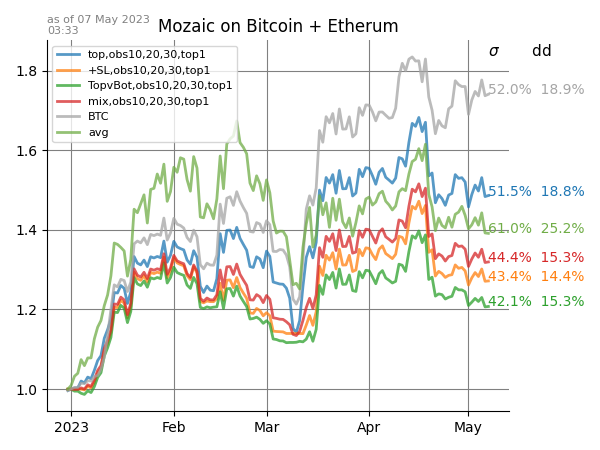 as of 07 May 2023
03:33
Mozaic on Bitcoin + Etherum
σ dd
top,obs10,20,30,top1
+SL,obs10,20,30,top1
TopvBot,obs10,20,30,top1
mix,obs10,20,30,top1
BTC
avg
1.8
1.6
1.4
1.2
1.0
52.0% 18.9%
51.5% 18.8%
61.0% 25.2%
44.4% 15.3%
43.4% 14.8%
42.1% 15.3%
2023 Feb Mar Apr May